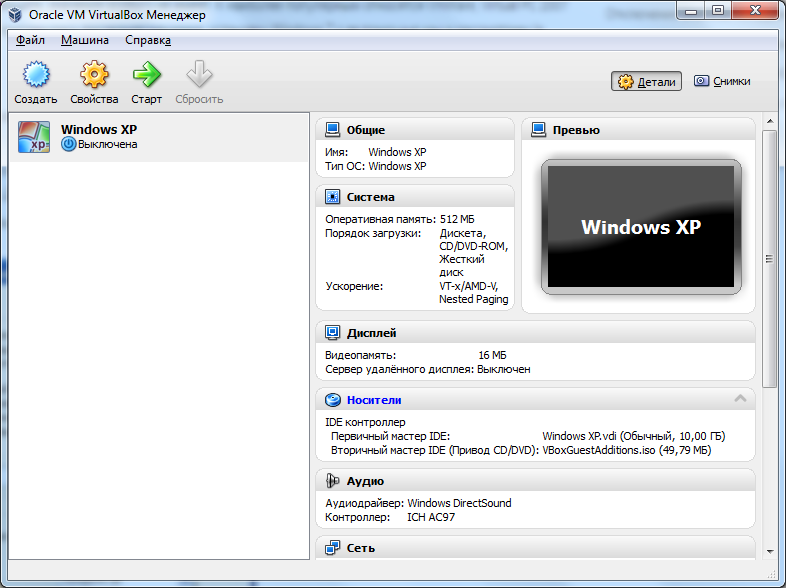 Oracle VM VirtualBox Менеджер
Файл Машина Справка
Создать Свойства Старт Сбросить
Детали Снимки
Windows XP
Выключена
Общие
Имя: Windows XP
Тип ОС: Windows XP
Система
Оперативная память: 512 МБ
Порядок загрузки: Дискета,
CD/DVD-ROM,
Жесткий
диск
Ускорение: VT-x/AMD-V,
Nested Paging
Превью
Windows XP
Дисплей
Видеопамять: 16 МБ
Сервер удалённого дисплея: Выключен
Носители
IDE контроллер
Первичный мастер IDE: Windows XP.vdi (Обычный, 10,00 ГБ)
Вторичный мастер IDE (Привод CD/DVD): VBoxGuestAdditions.iso (49,79 МБ)
Аудио
Аудиодрайвер: Windows DirectSound
Контроллер: ICH AC97
Сеть